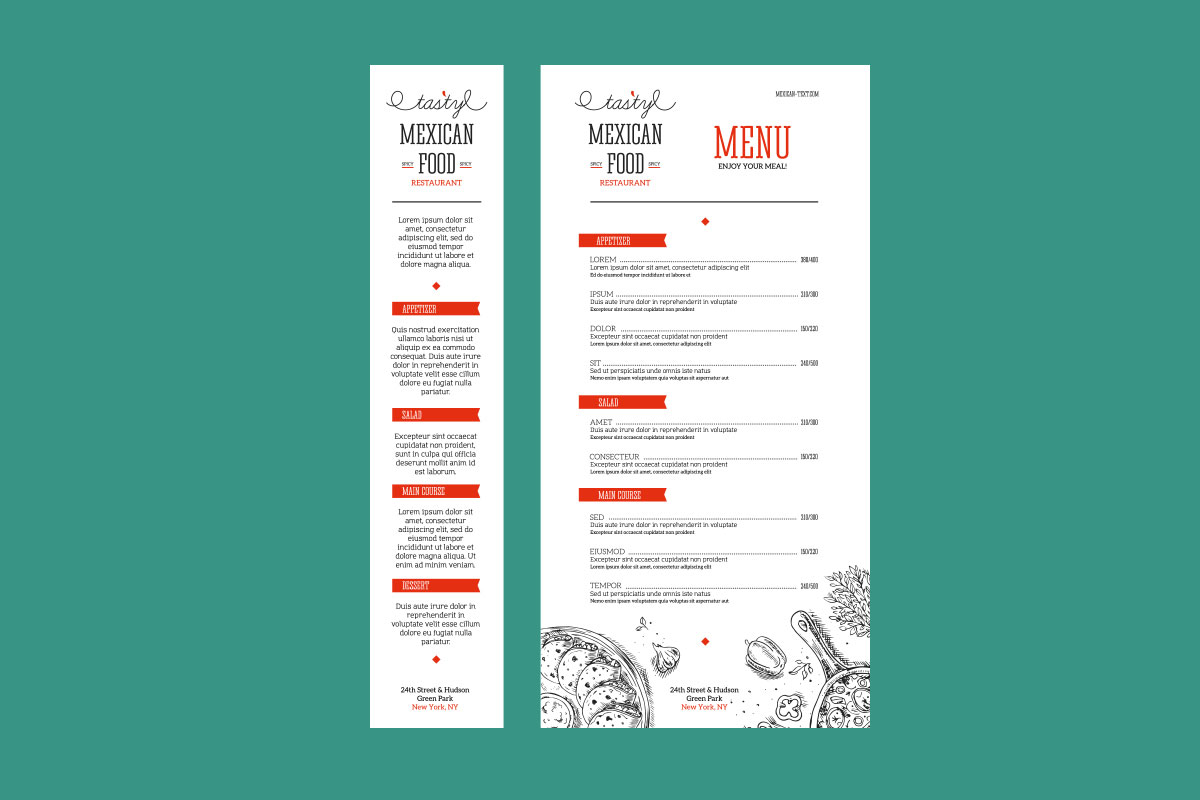 tasty
MEXICAN
SPICY FOOD SPICY
RESTAURANT
Lorem ipsum dolor sit
amet, consectetur
adipiscing elit, sed do
eiusmod tempor
incididunt ut labore et
dolore magna aliqua.
APPETIZER
Quis nostrud exercitation
ullamco laboris nisi ut
aliquip ex ea commodo
consequat. Duis aute irure
dolor in reprehenderit in
voluptate velit esse cillum
dolore eu fugiat nulla
pariatur.
SALAD
Excepteur sint occaecat
cupidatat non proident,
sunt in culpa qui officia
deserunt mollit anim id
est laborum.
MAIN COURSE
Lorem ipsum dolor sit
amet, consectetur
adipiscing elit, sed do
eiusmod tempor
incididunt ut labore et
dolore magna aliqua. Ut
enim ad minim veniam.
DESSERT
Duis aute irure dolor in
reprehenderit in
voluptate velit esse cillum
dolore eu fugiat nulla
pariatur.
24th Street & Hudson
Green Park
New York, NY
tasty
MEXICAN
SPICY FOOD SPICY
RESTAURANT
MEXICAN-TEXT.COM
MENU
ENJOY YOUR MEAL!
APPETIZER
LOREM 380/400
Lorem ipsum dolor sit amet, consectetur adipiscing elit
Ed do eiusmod tempor incididunt ut labore et
IPSUM 210/380
Duis aute irure dolor in reprehenderit in voluptate
Excepteur sint occaecat cupidatat non proident
DOLOR 150/220
Excepteur sint occaecat cupidatat non proident
Lorem ipsum dolor sit amet, consectetur adipiscing elit
SIT 240/500
Sed ut perspiciatis unde omnis iste natus
Nemo enim ipsam voluptatem quia voluptas sit aspernatur aut
SALAD
AMET 210/380
Duis aute irure dolor in reprehenderit in voluptate
Excepteur sint occaecat cupidatat non proident
CONSECTEUR 150/220
Excepteur sint occaecat cupidatat non proident
Lorem ipsum dolor sit amet, consectetur adipiscing elit
MAIN COURSE
SED 210/380
Duis aute irure dolor in reprehenderit in voluptate
Excepteur sint occaecat cupidatat non proident
EIUSMOD 150/220
Excepteur sint occaecat cupidatat non proident
Lorem ipsum dolor sit amet, consectetur adipiscing elit
TEMPOR 240/500
Sed ut perspiciatis unde omnis iste natus
Nemo enim ipsam voluptatem quia voluptas sit aspernatur aut
24th Street & Hudson
Green Park
New York, NY